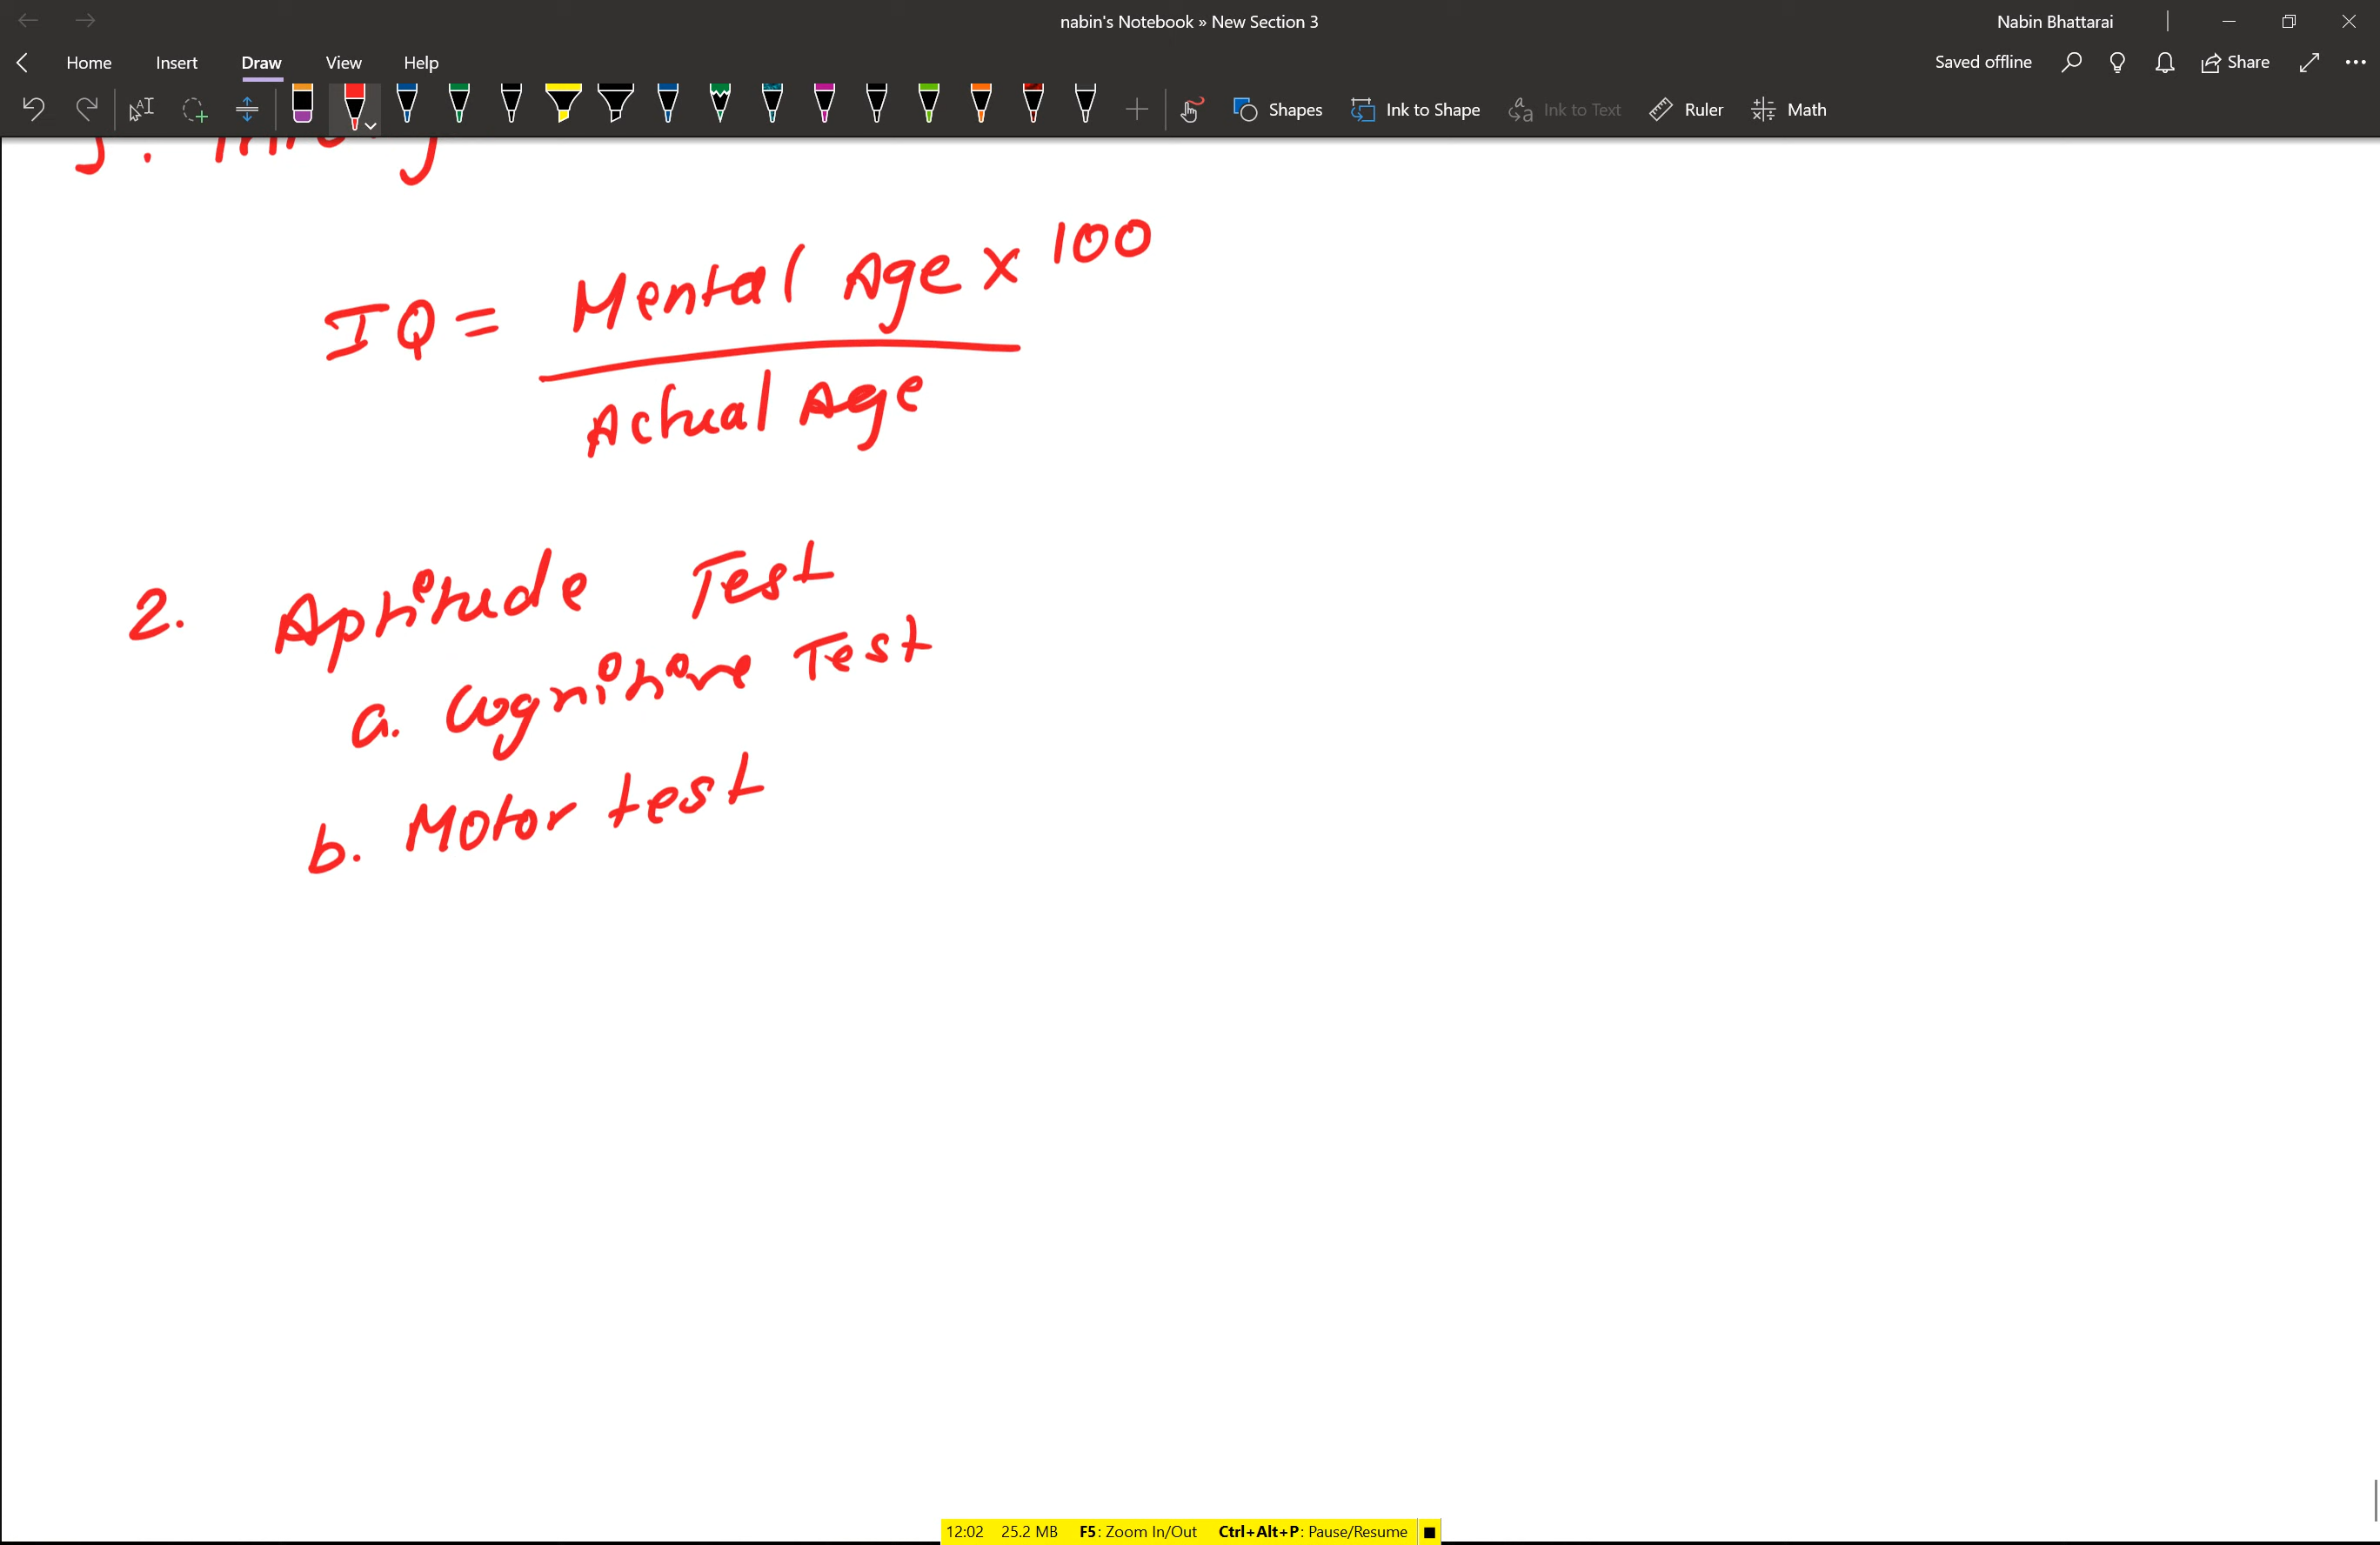 nabin's Notebook » New Section 3
Nabin Bhattarai
Home Insert Draw View Help
Saved offline Share
Shapes Ink to Shape Ink to Text Ruler Math
IQ = Mental Age x 100
Actual Age
2. Aptitude Test
a. Cognitive Test
b. Motor test
12:02 25.2 MB F5: Zoom In/Out Ctrl+Alt+P: Pause/Resume